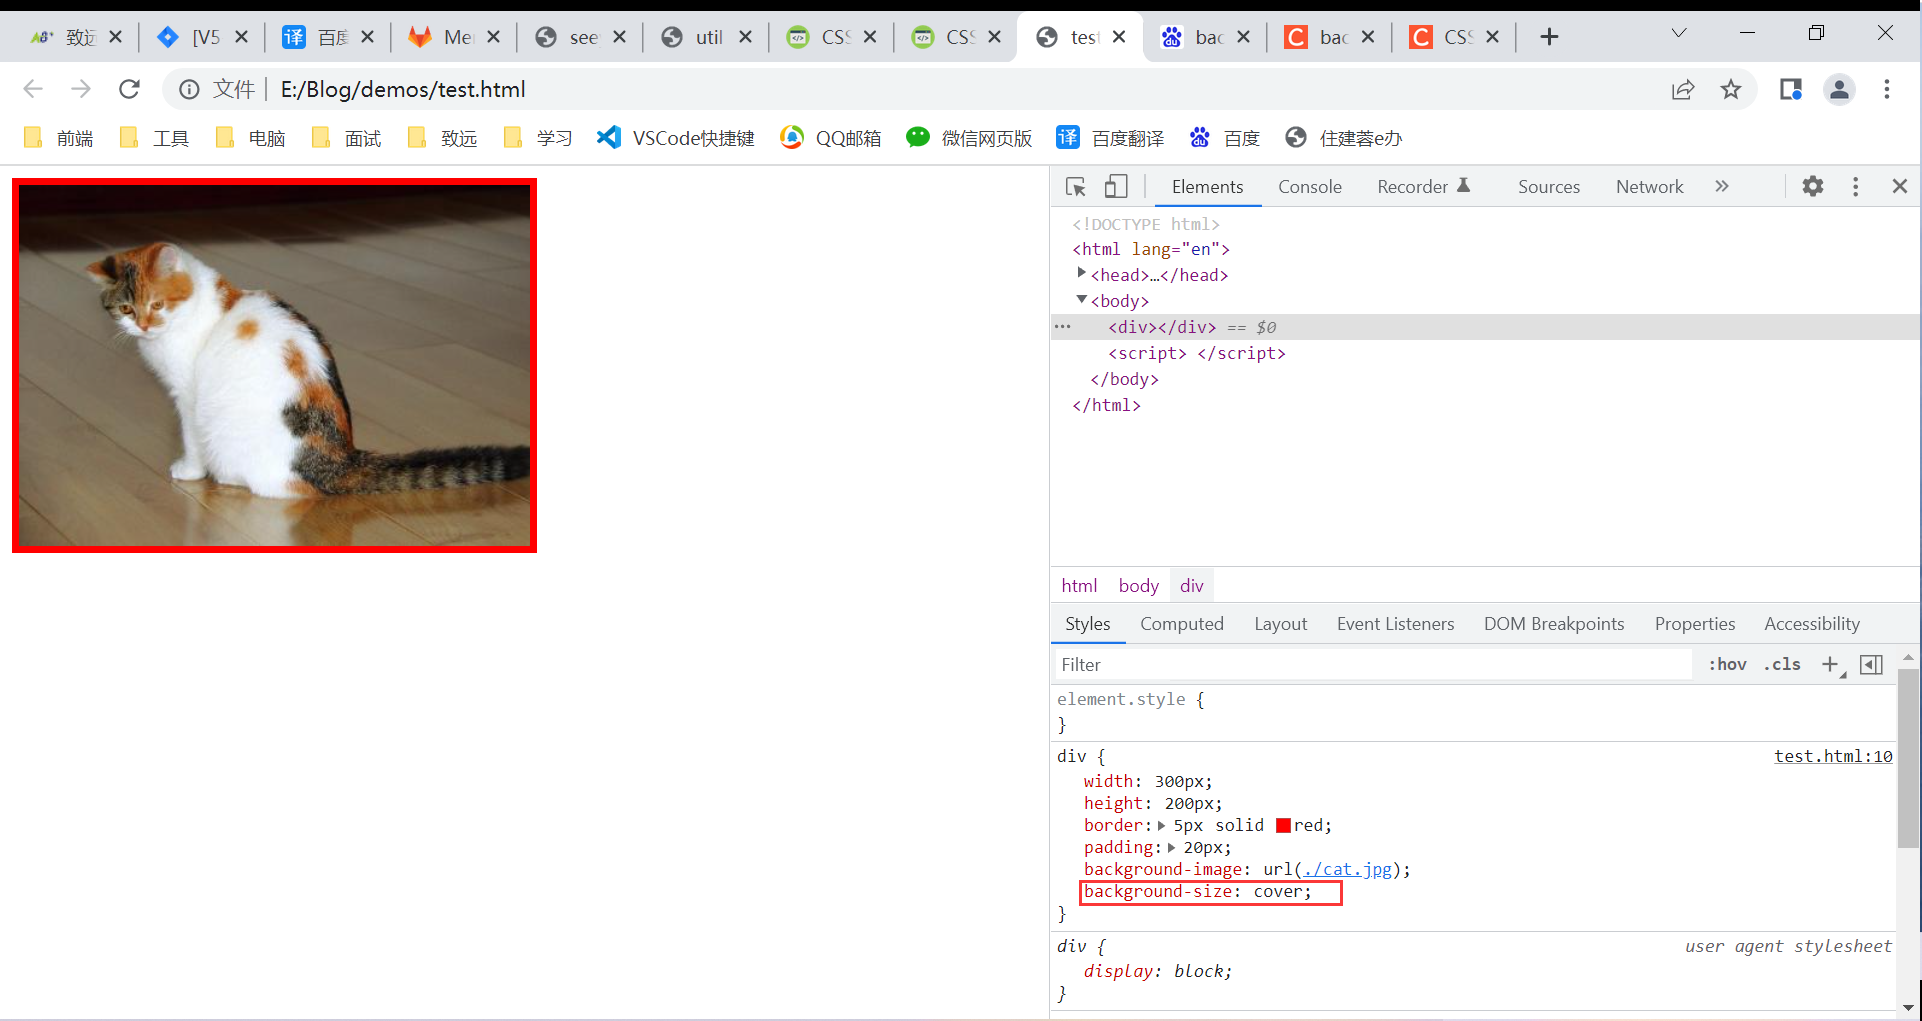 致远 [V5 百度 Mer see util CSS CSS test bac bac CSS
文件 E:/Blog/demos/test.html
前端 工具 电脑 面试 致远 学习 VSCode快捷键 QQ邮箱 微信网页版 译 百度翻译 百度 住建蓉e办
Elements Console Recorder Sources Network »
<!DOCTYPE html>
<html lang="en">
<head>…</head>
<body>
<div></div> == $0
<script> </script>
</body>
</html>
html body div
Styles Computed Layout Event Listeners DOM Breakpoints Properties Accessibility
Filter :hov .cls
element.style {
}
div { test.html:10
width: 300px;
height: 200px;
border: 5px solid red;
padding: 20px;
background-image: url(./cat.jpg);
background-size: cover;
}
div { user agent stylesheet
display: block;
}